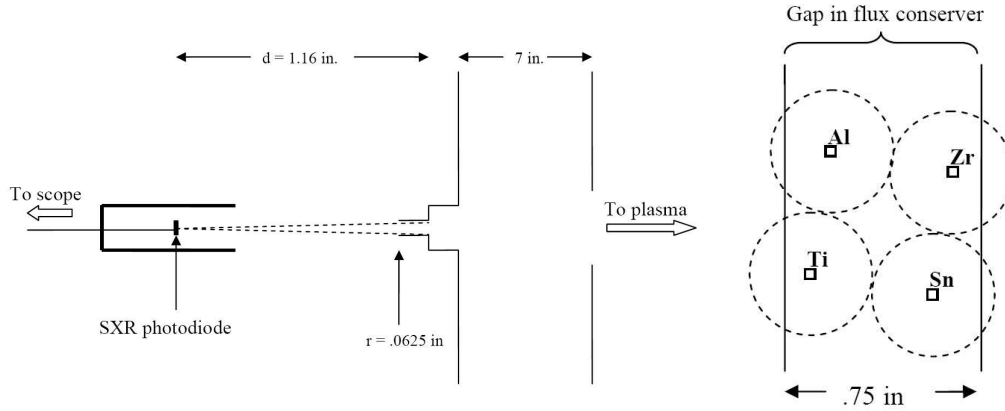 d = 1.16 in.
7 in.
To scope
SXR photodiode
r = .0625 in
To plasma
Gap in flux conserver
Al
Zr
Ti
Sn
.75 in